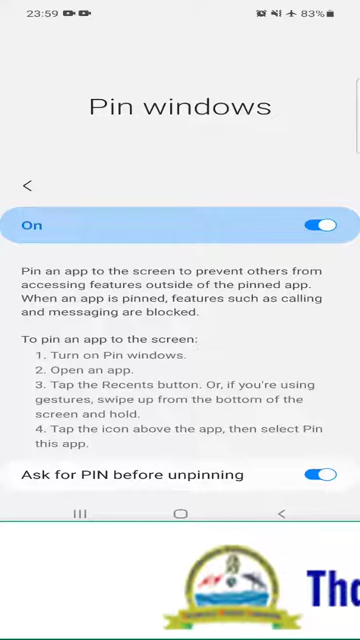 23:59
83%
Pin windows
On
Pin an app to the screen to prevent others from
accessing features outside of the pinned app.
When an app is pinned, features such as calling
and messaging are blocked.
To pin an app to the screen:
1. Turn on Pin windows.
2. Open an app.
3. Tap the Recents button. Or, if you're using
gestures, swipe up from the bottom of the
screen and hold.
4. Tap the icon above the app, then select Pin
this app.
Ask for PIN before unpinning